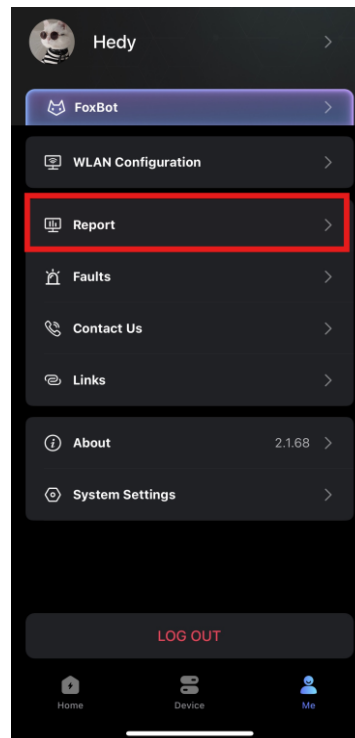 Hedy
FoxBot
WLAN Configuration
Report
Faults
Contact Us
Links
About 2.1.68
System Settings
LOG OUT
Home Device Me